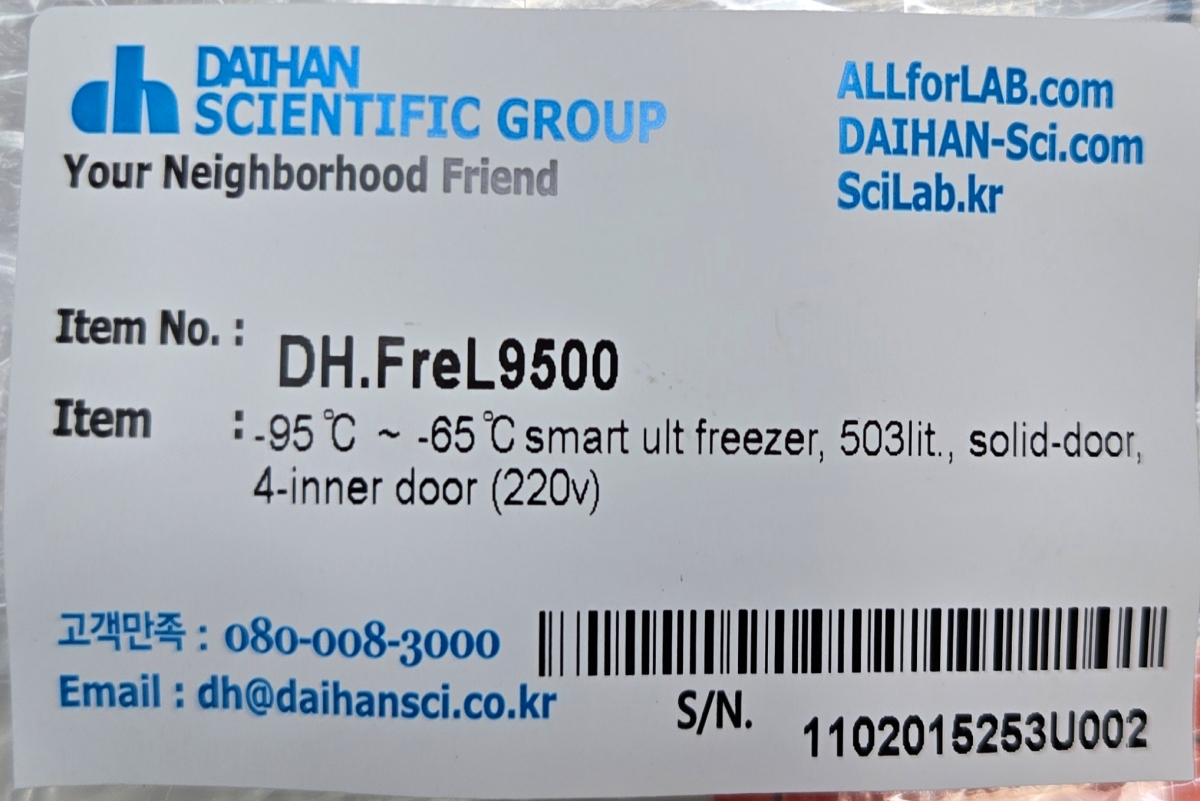 dh DAIHAN
SCIENTIFIC GROUP
Your Neighborhood Friend
ALLforLAB.com
DAIHAN-Sci.com
SciLab.kr
Item No. : DH.FreL9500
Item : -95℃ ~ -65℃ smart ult freezer, 503lit., solid-door,
4-inner door (220v)
고객만족 : 080-008-3000
Email : dh@daihansci.co.kr
S/N. 1102015253U002